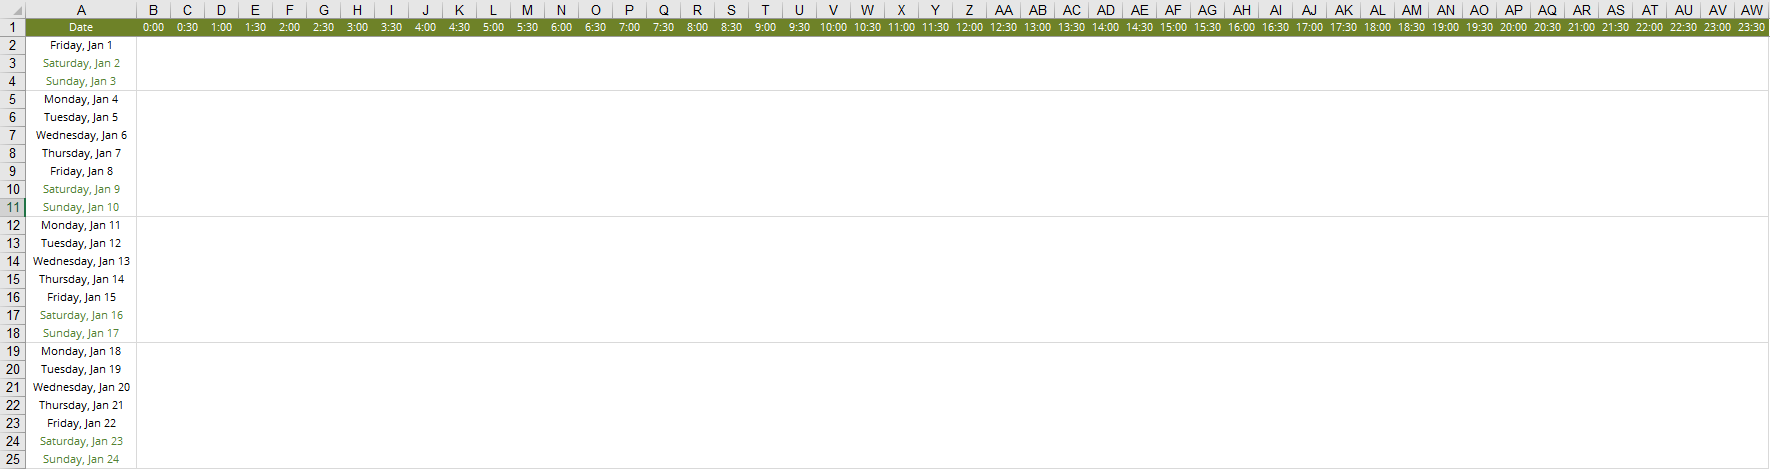 A B C D E F G H I J K L M N O P Q R S T U V W X Y Z AA AB AC AD AE AF AG AH AI AJ AK AL AM AN AO AP AQ AR AS AT AU AV AW
1 Date 0:00 0:30 1:00 1:30 2:00 2:30 3:00 3:30 4:00 4:30 5:00 5:30 6:00 6:30 7:00 7:30 8:00 8:30 9:00 9:30 10:00 10:30 11:00 11:30 12:00 12:30 13:00 13:30 14:00 14:30 15:00 15:30 16:00 16:30 17:00 17:30 18:00 18:30 19:00 19:30 20:00 20:30 21:00 21:30 22:00 22:30 23:00 23:30
2 Friday, Jan 1
3 Saturday, Jan 2
4 Sunday, Jan 3
5 Monday, Jan 4
6 Tuesday, Jan 5
7 Wednesday, Jan 6
8 Thursday, Jan 7
9 Friday, Jan 8
10 Saturday, Jan 9
11 Sunday, Jan 10
12 Monday, Jan 11
13 Tuesday, Jan 12
14 Wednesday, Jan 13
15 Thursday, Jan 14
16 Friday, Jan 15
17 Saturday, Jan 16
18 Sunday, Jan 17
19 Monday, Jan 18
20 Tuesday, Jan 19
21 Wednesday, Jan 20
22 Thursday, Jan 21
23 Friday, Jan 22
24 Saturday, Jan 23
25 Sunday, Jan 24